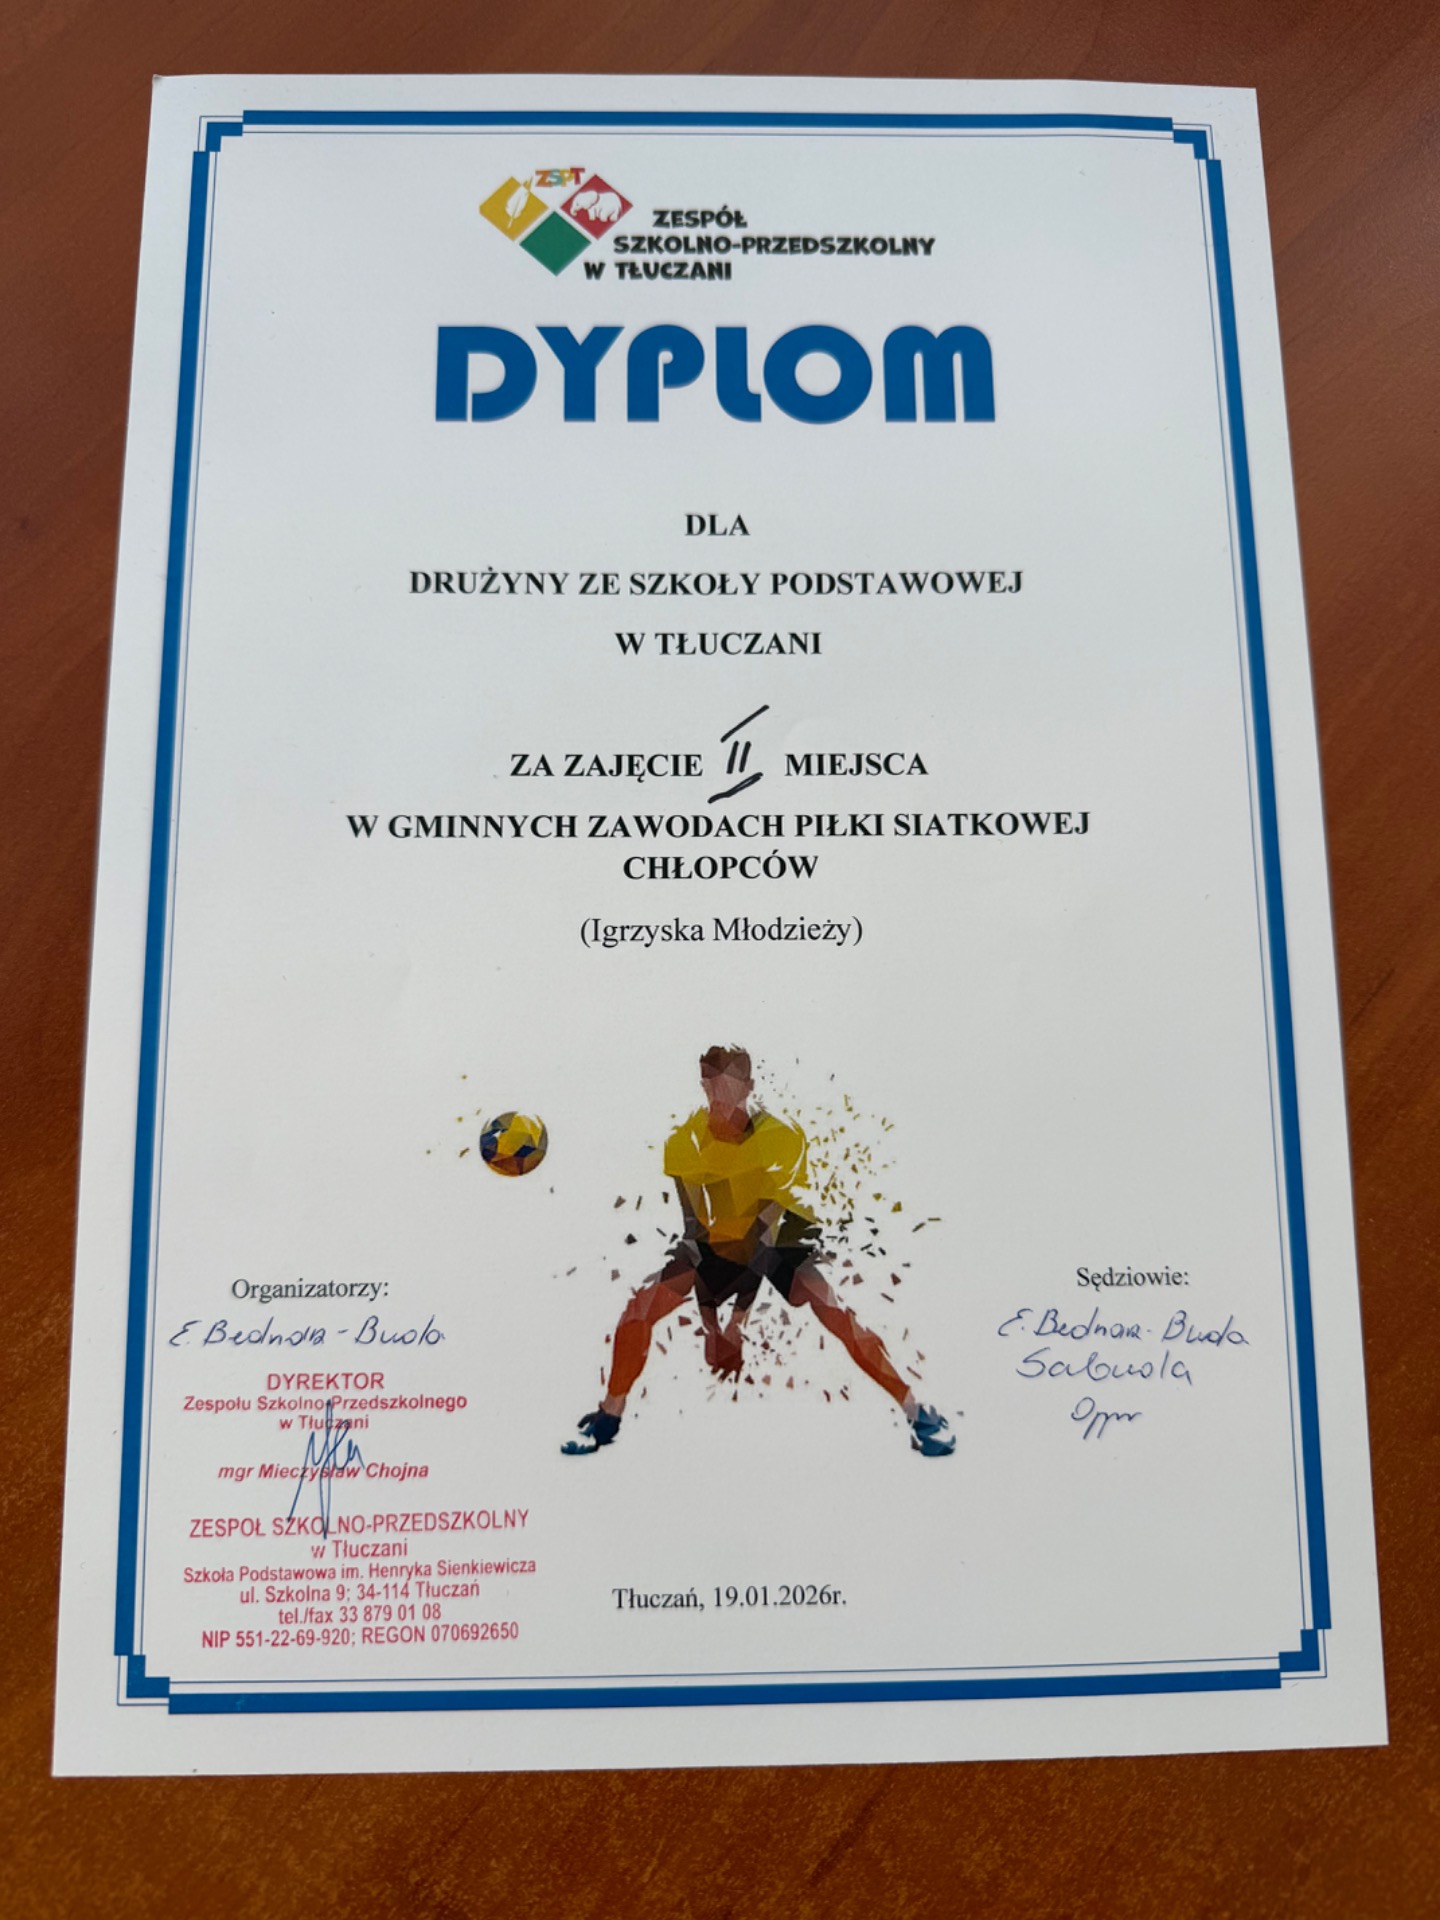 ZSPT
ZESPÓŁ
SZKOLNO-PRZEDSZKOLNY
W TŁUCZANI
DYPLOM
DLA
DRUŻYNY ZE SZKOŁY PODSTAWOWEJ
W TŁUCZANI
ZA ZAJĘCIE II MIEJSCA
W GMINNYCH ZAWODACH PIŁKI SIATKOWEJ
CHŁOPCÓW
(Igrzyska Młodzieży)
Organizatorzy:
E. Bednarz-Buda
DYREKTOR
Zespołu Szkolno-Przedszkolnego
w Tłuczani
mgr Mieczysław Chojna
ZESPÓŁ SZKOLNO-PRZEDSZKOLNY
w Tłuczani
Szkoła Podstawowa im. Henryka Sienkiewicza
ul. Szkolna 9; 34-114 Tłuczań
tel./fax 33 879 01 08
NIP 551-22-69-920; REGON 070692650
Sędziowie:
E. Bednarz-Buda
Tłuczań, 19.01.2026r.